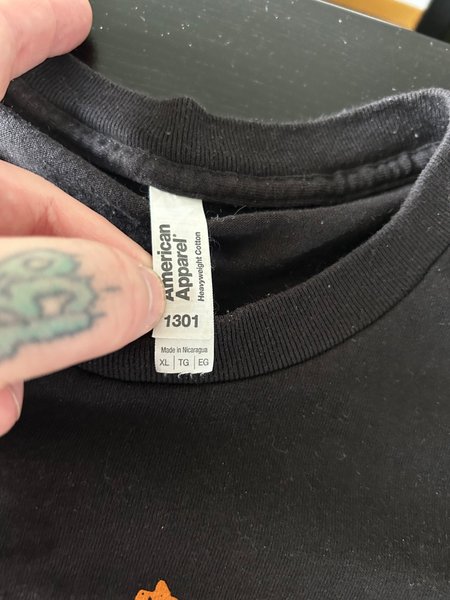 American
Apparel®
Heavyweight Cotton
1301
Made in Nicaragua
XL | TG | EG